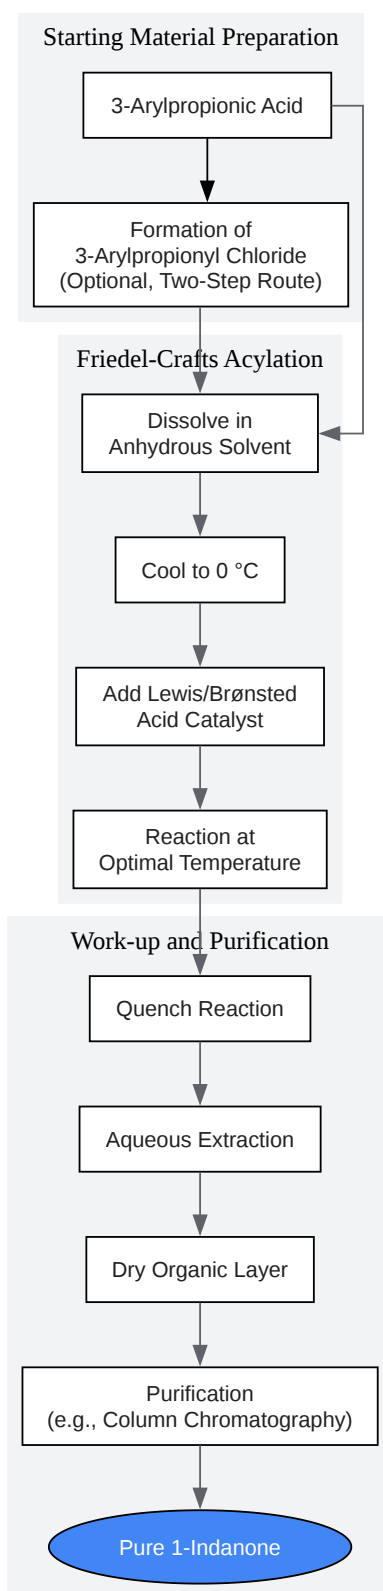 Starting Material Preparation
3-Arylpropionic Acid
Formation of
3-Arylpropionyl Chloride
(Optional, Two-Step Route)
Friedel-Crafts Acylation
Dissolve in
Anhydrous Solvent
Cool to 0 °C
Add Lewis/Brønsted
Acid Catalyst
Reaction at
Optimal Temperature
Work-up and Purification
Quench Reaction
Aqueous Extraction
Dry Organic Layer
Purification
(e.g., Column Chromatography)
Pure 1-Indanone